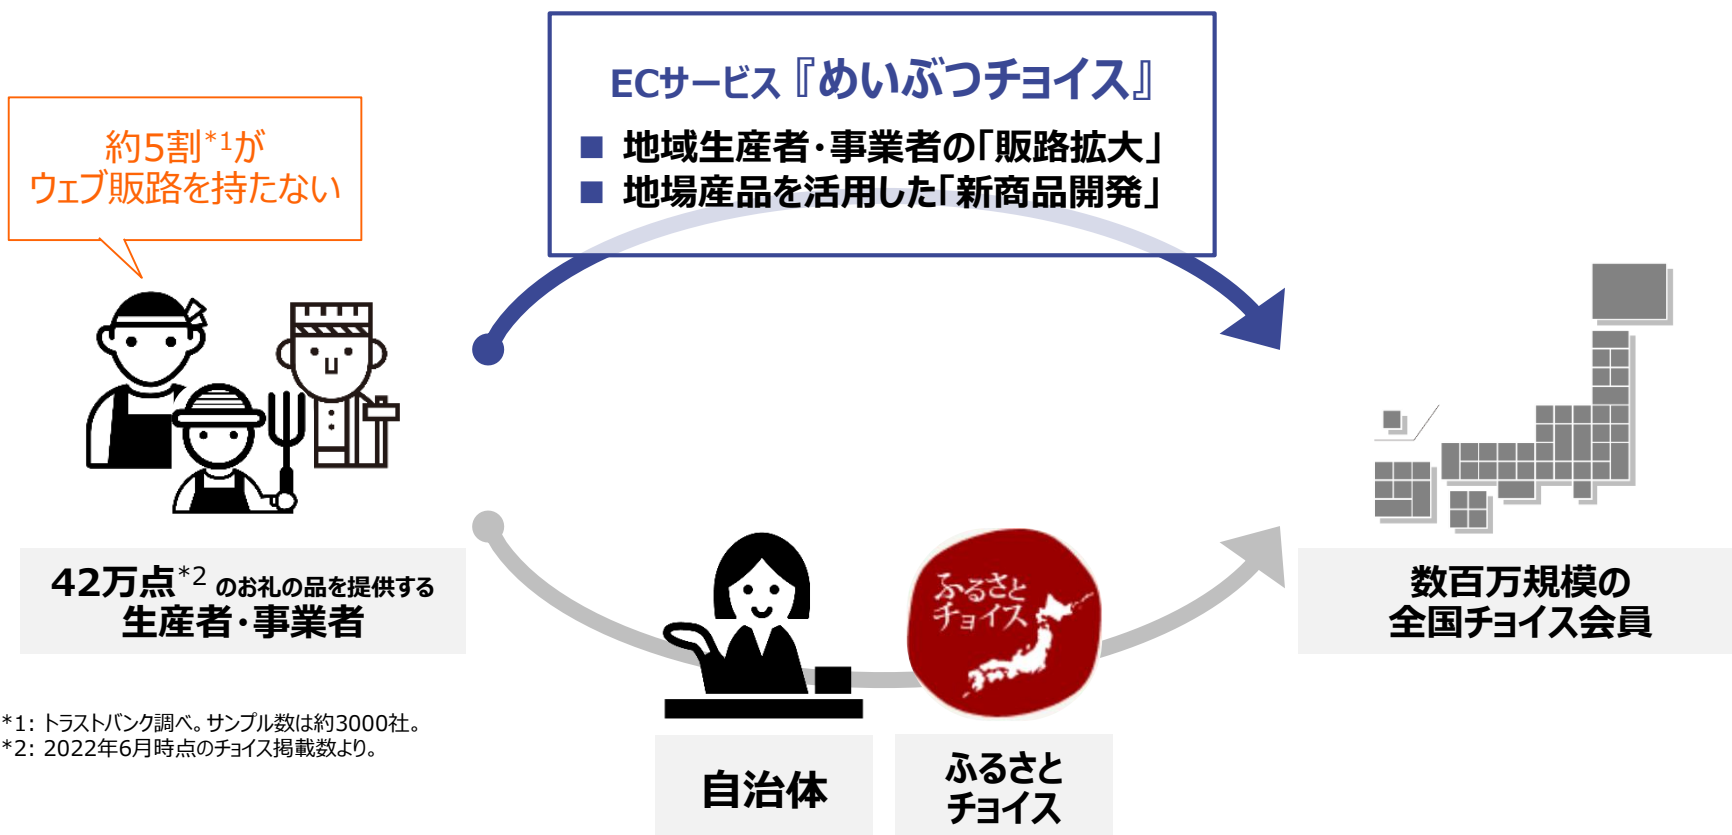 ECサービス『めいぶつチョイス』
■ 地域生産者・事業者の「販路拡大」
■ 地場産品を活用した「新商品開発」
約5割*1が
ウェブ販路を持たない
42万点*2 のお礼の品を提供する
生産者・事業者
ふるさと
チョイス
数百万規模の
全国チョイス会員
*1: トラストバンク調べ。サンプル数は約3000社。
*2: 2022年6月時点のチョイス掲載数より。
自治体
ふるさと
チョイス